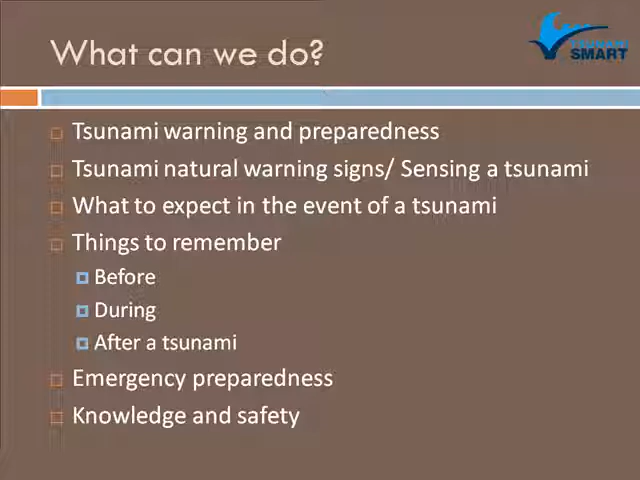 What can we do?
TSUNAMI
SMART
Tsunami warning and preparedness
Tsunami natural warning signs/ Sensing a tsunami
What to expect in the event of a tsunami
Things to remember
Before
During
After a tsunami
Emergency preparedness
Knowledge and safety